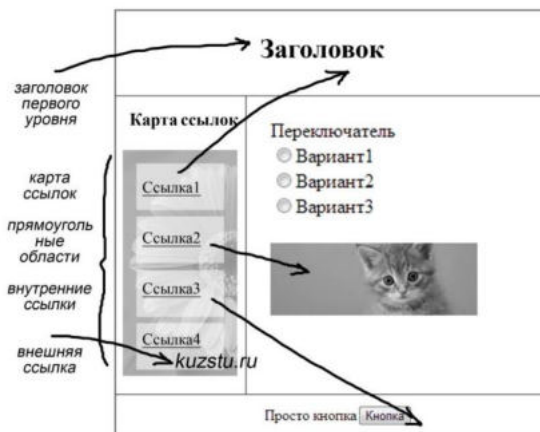 Заголовок
заголовок
первого
уровня
Карта ссылок
карта
ссылок
прямоуголь
ные
области
внутренние
ссылки
внешняя
ссылка
Ссылка1
Ссылка2
Ссылка3
Ссылка4
kuzstu.ru
Переключатель
Вариант1
Вариант2
Вариант3
Просто кнопка Кнопка